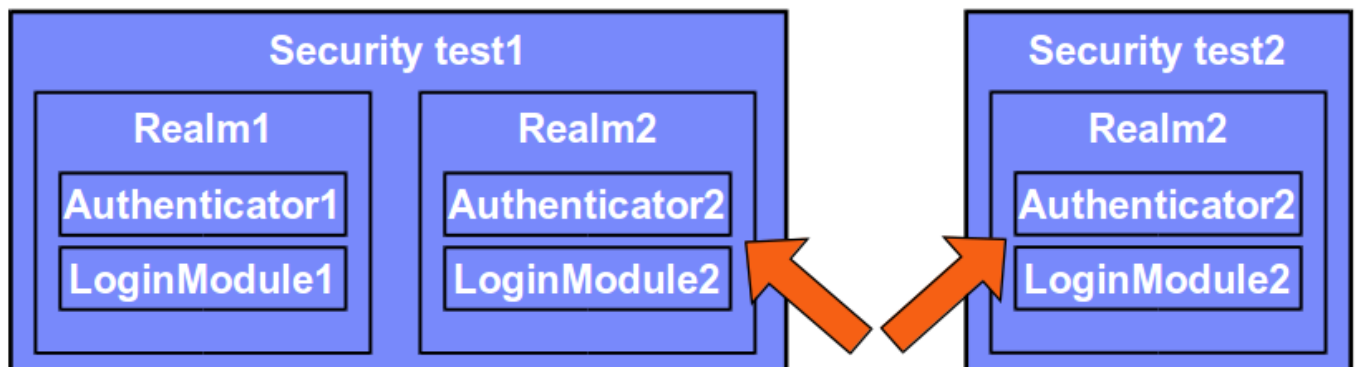 Security test1
Realm1
Authenticator1
LoginModule1
Realm2
Authenticator2
LoginModule2
Security test2
Realm2
Authenticator2
LoginModule2